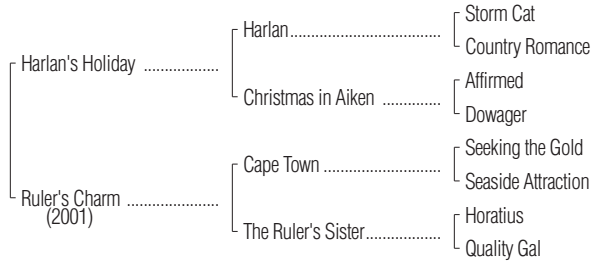 Harlan's Holiday ...................
Ruler's Charm .......................
(2001)
Harlan.......................................
Christmas in Aiken ...............
Cape Town ..............................
The Ruler's Sister...................
Storm Cat
Country Romance
Affirmed
Dowager
Seeking the Gold
Seaside Attraction
Horatius
Quality Gal